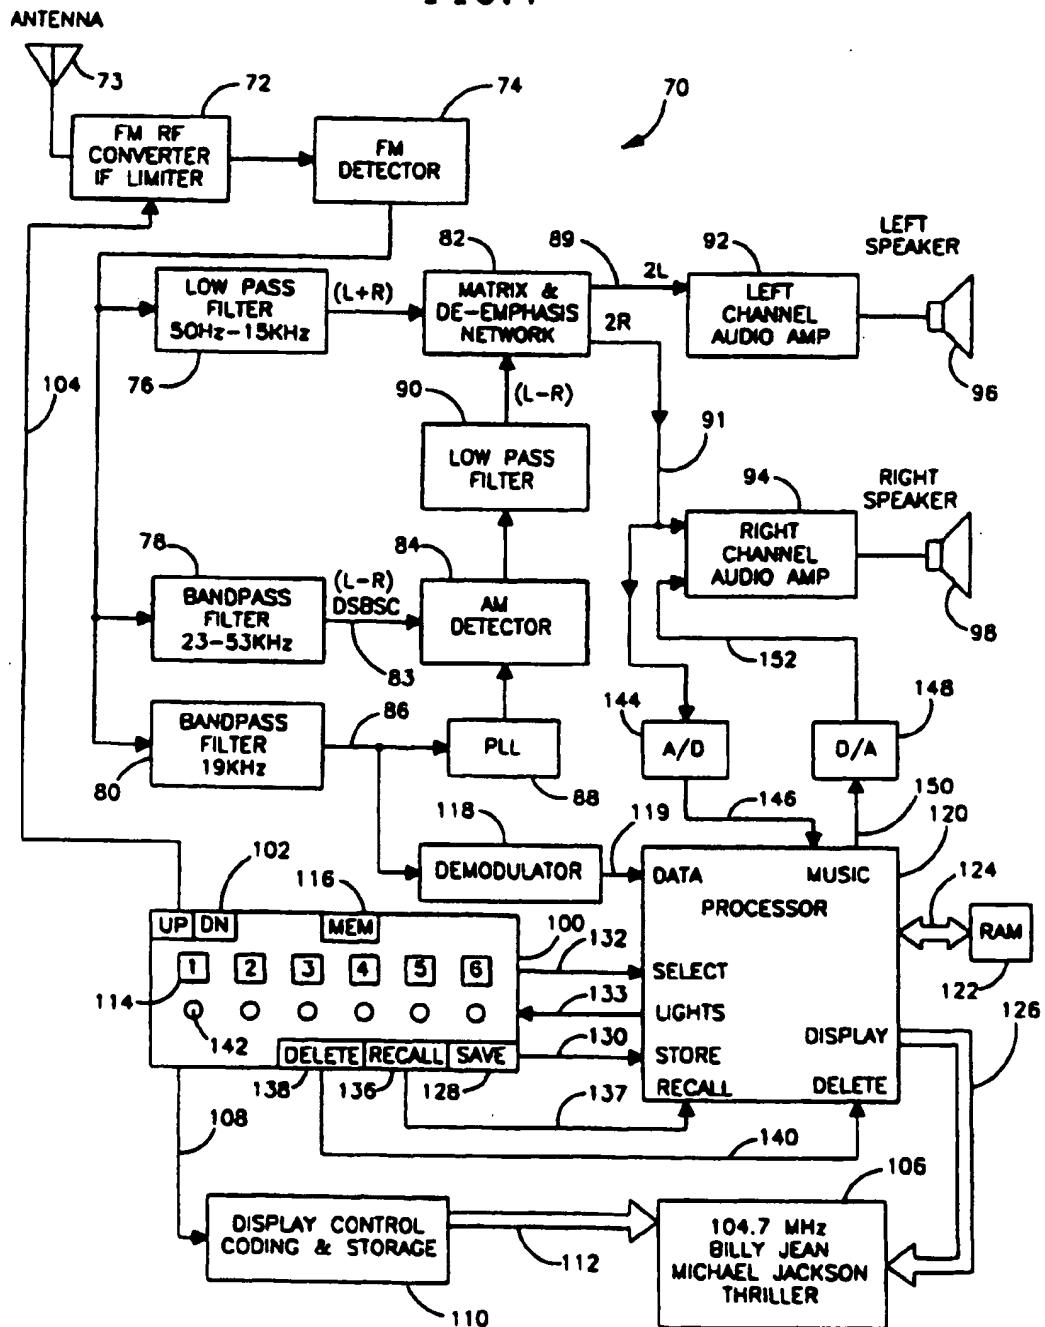 ANTENNA
73
72
74
70
FM RF
CONVERTER
IF LIMITER
FM
DETECTOR
LEFT
SPEAKER
82
89
92
LOW PASS
FILTER
50Hz-15KHz
(L+R)
MATRIX &
DE-EMPHASIS
NETWORK
2L
2R
LEFT
CHANNEL
AUDIO AMP
96
76
104
90
(L-R)
91
LOW PASS
FILTER
94
RIGHT
SPEAKER
RIGHT
CHANNEL
AUDIO AMP
78
84
(L-R)
DSBSC
BANDPASS
FILTER
23-53KHz
AM
DETECTOR
98
83
152
86
144
148
BANDPASS
FILTER
19KHz
PLL
A/D
D/A
80
88
146
150
118
119
120
102
116
DEMODULATOR
DATA
MUSIC
PROCESSOR
124
UP
DN
MEM
100
132
RAM
1
2
3
4
5
6
SELECT
114
133
LIGHTS
122
126
142
DISPLAY
130
DELETE
RECALL
SAVE
STORE
138
136
128
RECALL
DELETE
137
108
140
106
DISPLAY CONTROL
CODING & STORAGE
112
104.7 MHz
BILLY JEAN
MICHAEL JACKSON
THRILLER
110